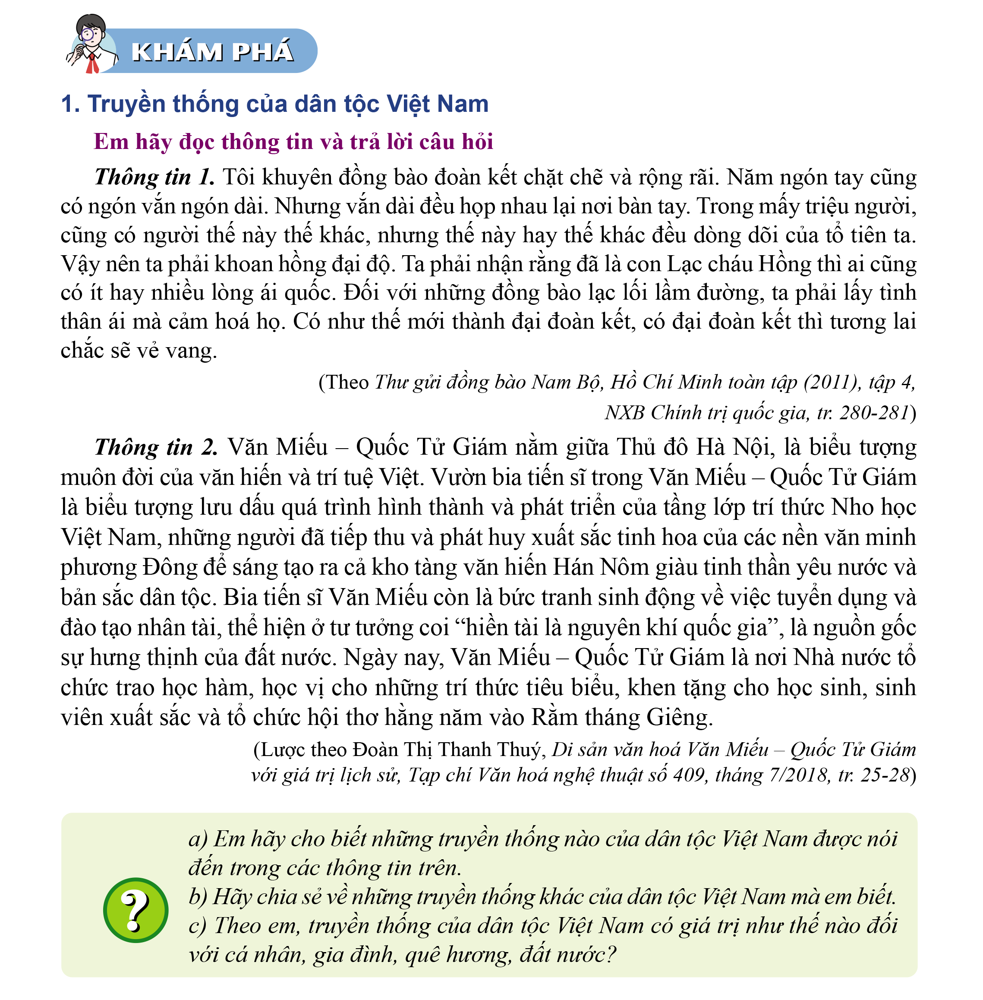 KHÁM PHÁ
1. Truyền thống của dân tộc Việt Nam
Em hãy đọc thông tin và trả lời câu hỏi
Thông tin 1. Tôi khuyên đồng bào đoàn kết chặt chẽ và rộng rãi. Năm ngón tay cũng
có ngón vắn ngón dài. Nhưng vắn dài đều họp nhau lại nơi bàn tay. Trong mấy triệu người,
cũng có người thế này thế khác, nhưng thế này hay thế khác đều dòng dõi của tổ tiên ta.
Vậy nên ta phải khoan hồng đại độ. Ta phải nhận rằng đã là con Lạc cháu Hồng thì ai cũng
có ít hay nhiều lòng ái quốc. Đối với những đồng bào lạc lối lầm đường, ta phải lấy tình
thân ái mà cảm hoá họ. Có như thế mới thành đại đoàn kết, có đại đoàn kết thì tương lai
chắc sẽ vẻ vang.
(Theo Thư gửi đồng bào Nam Bộ, Hồ Chí Minh toàn tập (2011), tập 4,
NXB Chính trị quốc gia, tr. 280-281)
Thông tin 2. Văn Miếu – Quốc Tử Giám nằm giữa Thủ đô Hà Nội, là biểu tượng
muôn đời của văn hiến và trí tuệ Việt. Vườn bia tiến sĩ trong Văn Miếu – Quốc Tử Giám
là biểu tượng lưu dấu quá trình hình thành và phát triển của tầng lớp trí thức Nho học
Việt Nam, những người đã tiếp thu và phát huy xuất sắc tinh hoa của các nền văn minh
phương Đông để sáng tạo ra cả kho tàng văn hiến Hán Nôm giàu tinh thần yêu nước và
bản sắc dân tộc. Bia tiến sĩ Văn Miếu còn là bức tranh sinh động về việc tuyển dụng và
đào tạo nhân tài, thể hiện ở tư tưởng coi “hiền tài là nguyên khí quốc gia”, là nguồn gốc
sự hưng thịnh của đất nước. Ngày nay, Văn Miếu – Quốc Tử Giám là nơi Nhà nước tổ
chức trao học hàm, học vị cho những trí thức tiêu biểu, khen tặng cho học sinh, sinh
viên xuất sắc và tổ chức hội thơ hằng năm vào Rằm tháng Giêng.
(Lược theo Đoàn Thị Thanh Thuý, Di sản văn hoá Văn Miếu – Quốc Tử Giám
với giá trị lịch sử, Tạp chí Văn hoá nghệ thuật số 409, tháng 7/2018, tr. 25-28)
?
a) Em hãy cho biết những truyền thống nào của dân tộc Việt Nam được nói
đến trong các thông tin trên.
b) Hãy chia sẻ về những truyền thống khác của dân tộc Việt Nam mà em biết.
c) Theo em, truyền thống của dân tộc Việt Nam có giá trị như thế nào đối
với cá nhân, gia đình, quê hương, đất nước?